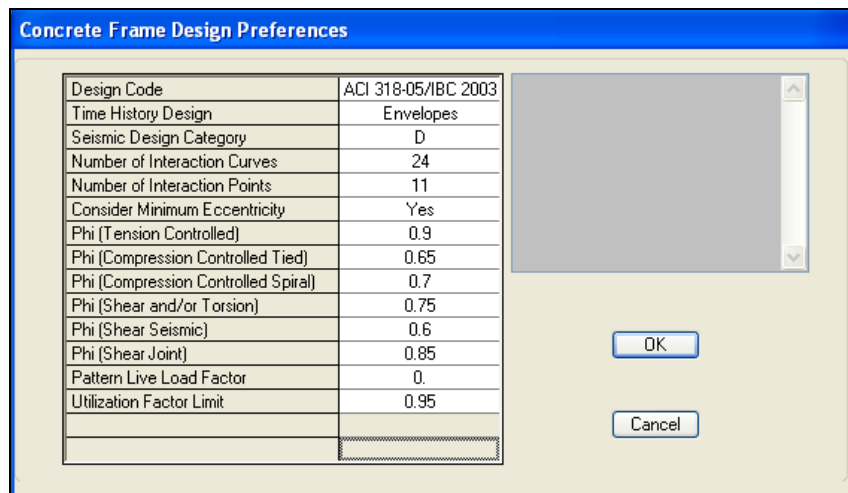 Concrete Frame Design Preferences
Design Code ACI 318-05/IBC 2003
Time History Design Envelopes
Seismic Design Category D
Number of Interaction Curves 24
Number of Interaction Points 11
Consider Minimum Eccentricity Yes
Phi (Tension Controlled) 0.9
Phi (Compression Controlled Tied) 0.65
Phi (Compression Controlled Spiral) 0.7
Phi (Shear and/or Torsion) 0.75
Phi (Shear Seismic) 0.6
Phi (Shear Joint) 0.85
Pattern Live Load Factor 0.
Utilization Factor Limit 0.95
OK
Cancel